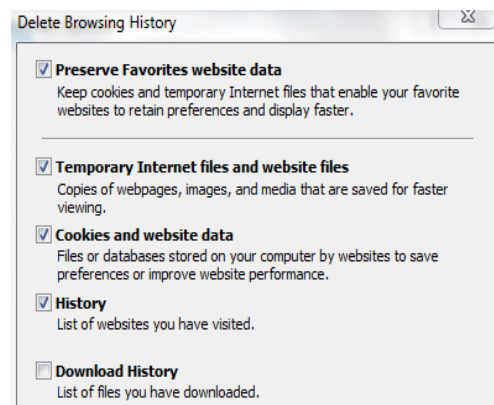 Delete Browsing History
Preserve Favorites website data
Keep cookies and temporary Internet files that enable your favorite
websites to retain preferences and display faster.
Temporary Internet files and website files
Copies of webpages, images, and media that are saved for faster
viewing.
Cookies and website data
Files or databases stored on your computer by websites to save
preferences or improve website performance.
History
List of websites you have visited.
Download History
List of files you have downloaded.